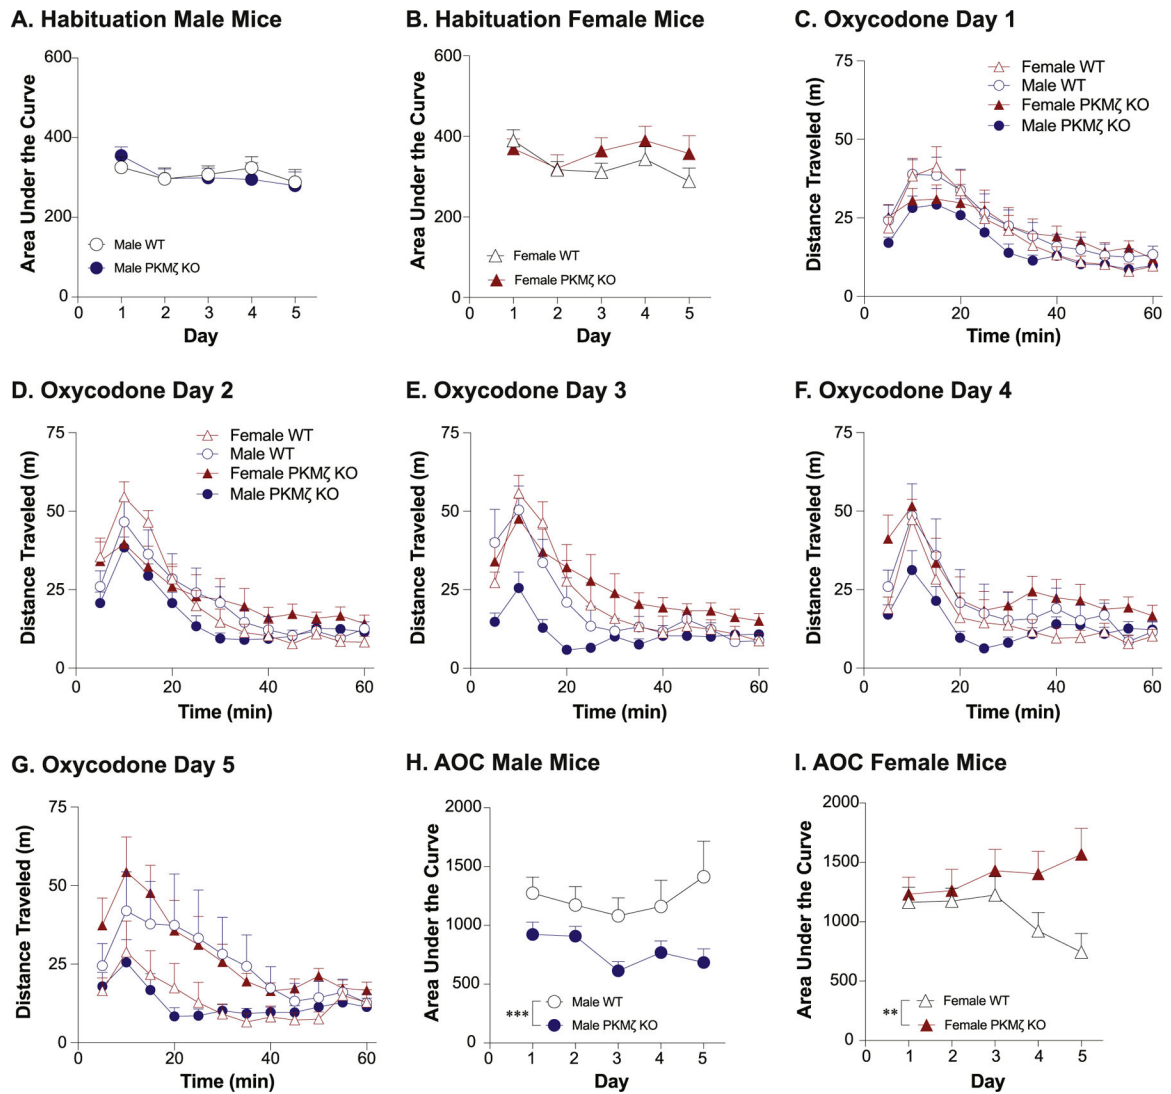 A. Habituation Male Mice
Area Under the Curve
600
400
200
0
Male WT
Male PKMζ KO
0 1 2 3 4 5
Day
B. Habituation Female Mice
Area Under the Curve
600
400
200
0
Female WT
Female PKMζ KO
0 1 2 3 4 5
Day
C. Oxycodone Day 1
Distance Traveled (m)
75
50
25
0
Female WT
Male WT
Female PKMζ KO
Male PKMζ KO
0 20 40 60
Time (min)
D. Oxycodone Day 2
Distance Traveled (m)
75
50
25
0
Female WT
Male WT
Female PKMζ KO
Male PKMζ KO
0 20 40 60
Time (min)
E. Oxycodone Day 3
Distance Traveled (m)
75
50
25
0
0 20 40 60
Time (min)
F. Oxycodone Day 4
Distance Traveled (m)
75
50
25
0
0 20 40 60
Time (min)
G. Oxycodone Day 5
Distance Traveled (m)
75
50
25
0
0 20 40 60
Time (min)
H. AOC Male Mice
Area Under the Curve
2000
1500
1000
500
0
***
Male WT
Male PKMζ KO
0 1 2 3 4 5
Day
I. AOC Female Mice
Area Under the Curve
2000
1500
1000
500
0
**
Female WT
Female PKMζ KO
0 1 2 3 4 5
Day